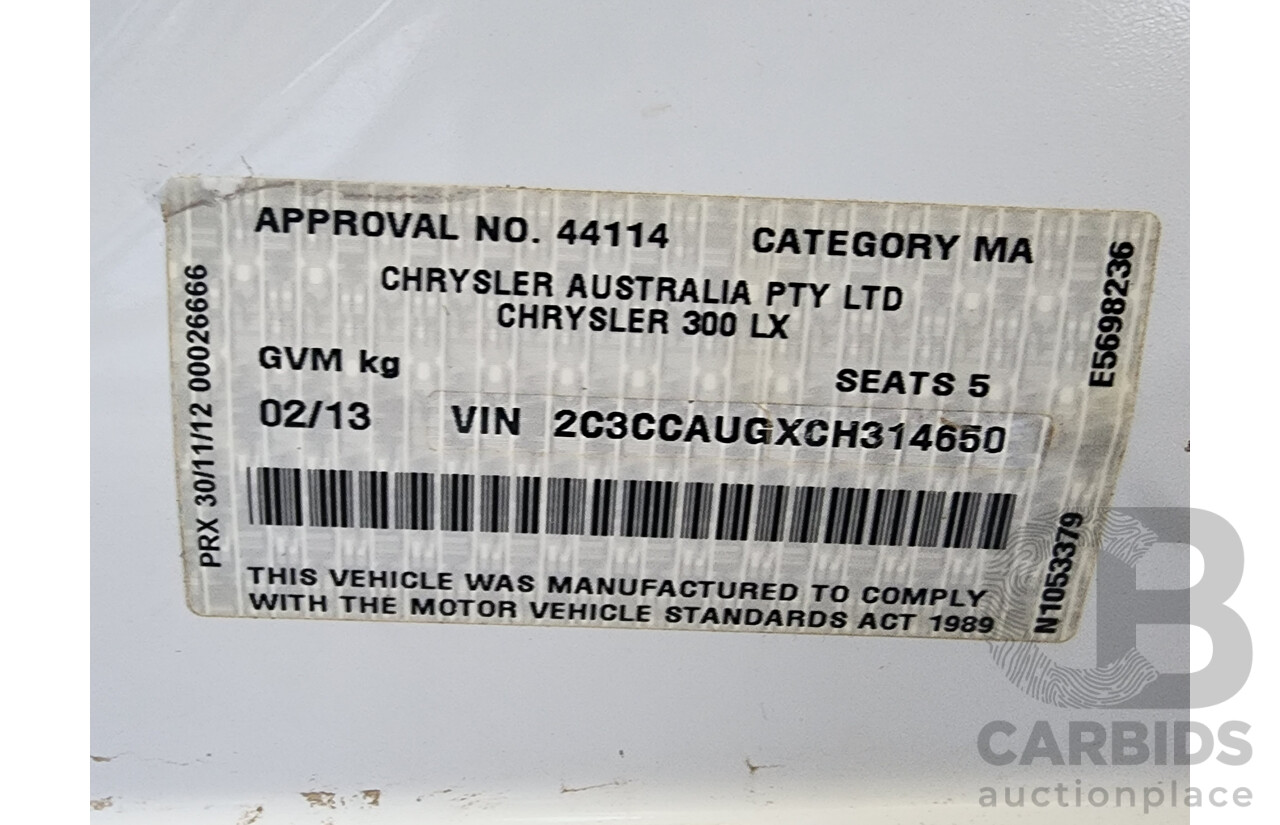 APPROVAL NO. 44114 CATEGORY MA
CHRYSLER AUSTRALIA PTY LTD
CHRYSLER 300 LX
GVM kg SEATS 5
02/13 VIN 2C3CCAUGXCH314650
THIS VEHICLE WAS MANUFACTURED TO COMPLY
WITH THE MOTOR VEHICLE STANDARDS ACT 1989
PRX 30/11/12 00026666
E5698236
N1053379
CB
CARBIDS
auctionplace